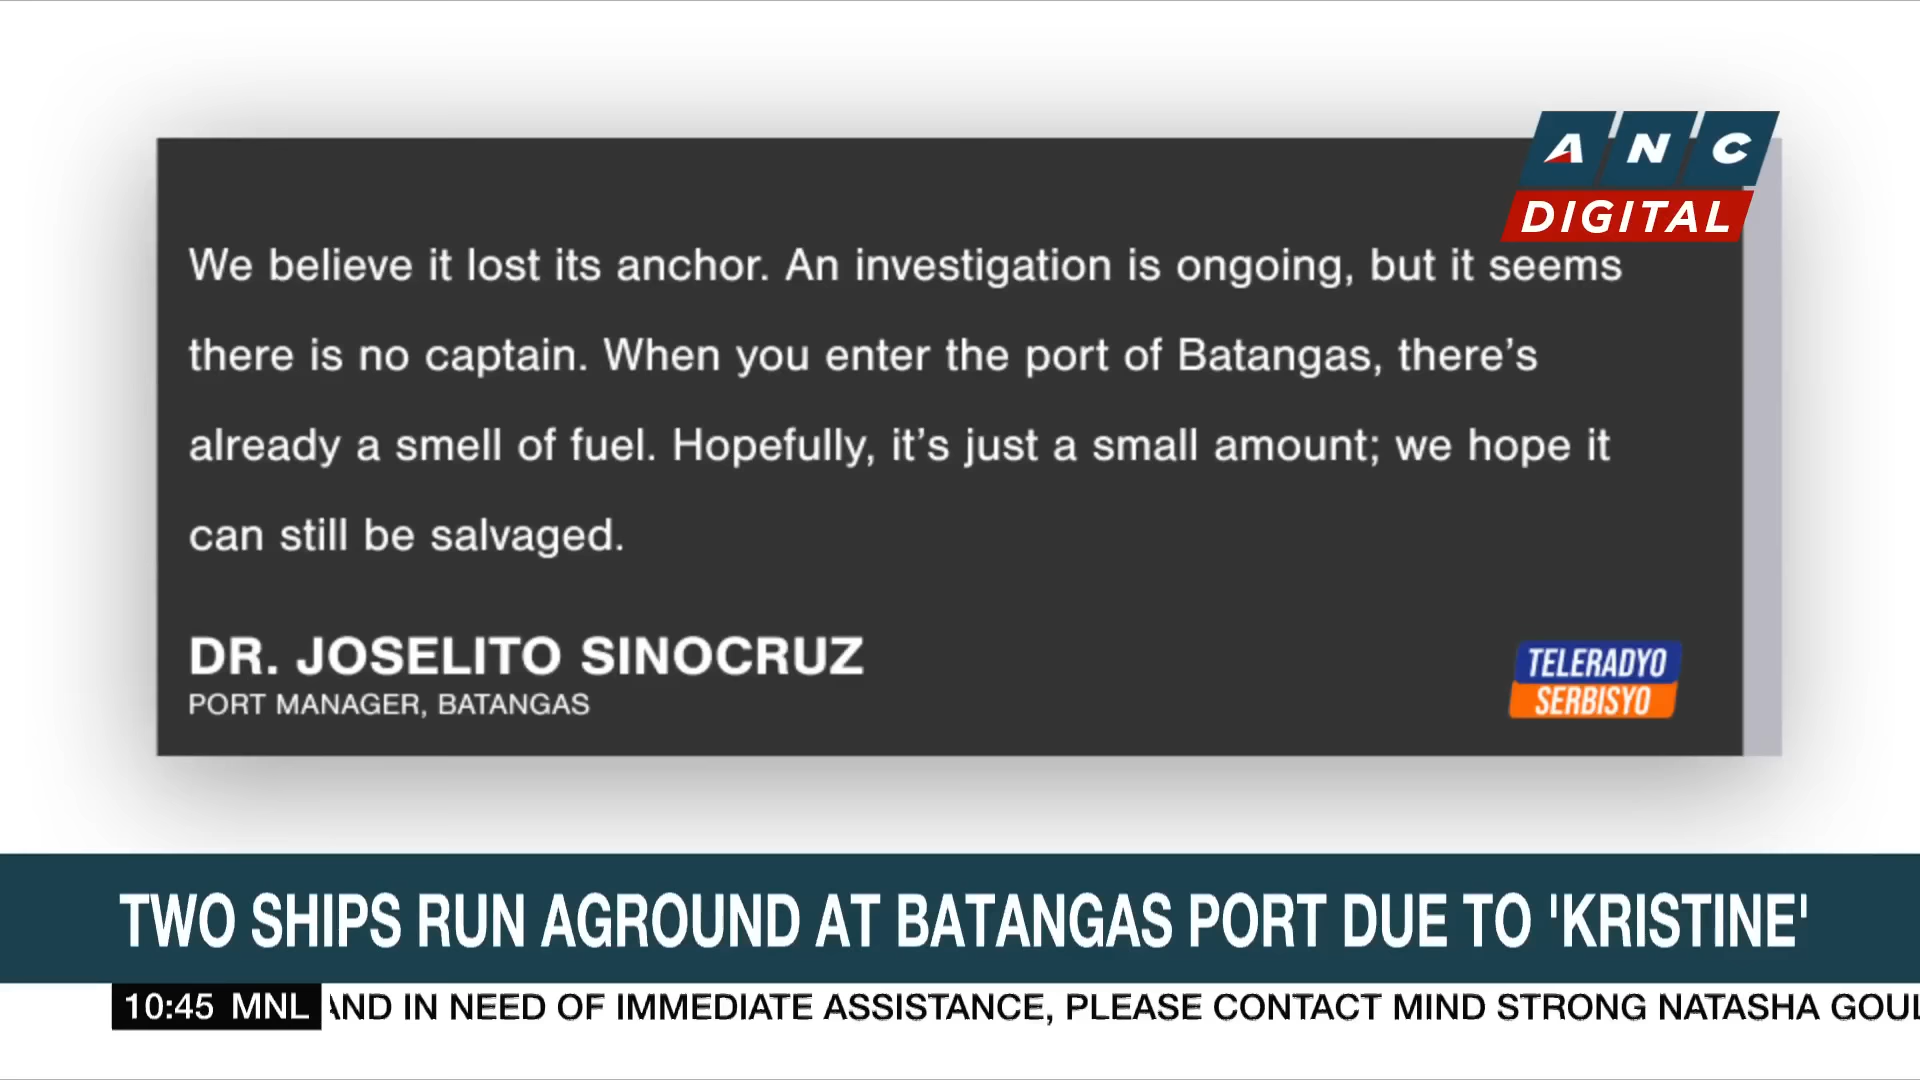 ANC
DIGITAL
We believe it lost its anchor. An investigation is ongoing, but it seems
there is no captain. When you enter the port of Batangas, there’s
already a smell of fuel. Hopefully, it’s just a small amount; we hope it
can still be salvaged.
DR. JOSELITO SINOCRUZ
PORT MANAGER, BATANGAS
TELERADYO
SERBISYO
TWO SHIPS RUN AGROUND AT BATANGAS PORT DUE TO 'KRISTINE'
10:45 MNL AND IN NEED OF IMMEDIATE ASSISTANCE, PLEASE CONTACT MIND STRONG NATASHA